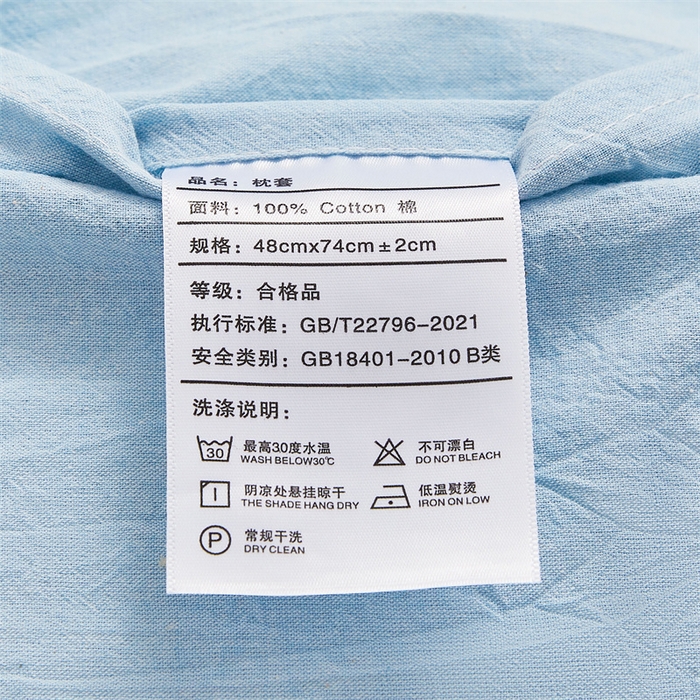 品名：枕套
面料：100% Cotton 棉
规格：48cmx74cm±2cm
等级：合格品
执行标准：GB/T22796-2021
安全类别：GB18401-2010 B类
洗涤说明：
30 最高30度水温 不可漂白
WASH BELOW30℃ DO NOT BLEACH
阴凉处悬挂晾干 低温熨烫
THE SHADE HANG DRY IRON ON LOW
P 常规干洗
DRY CLEAN